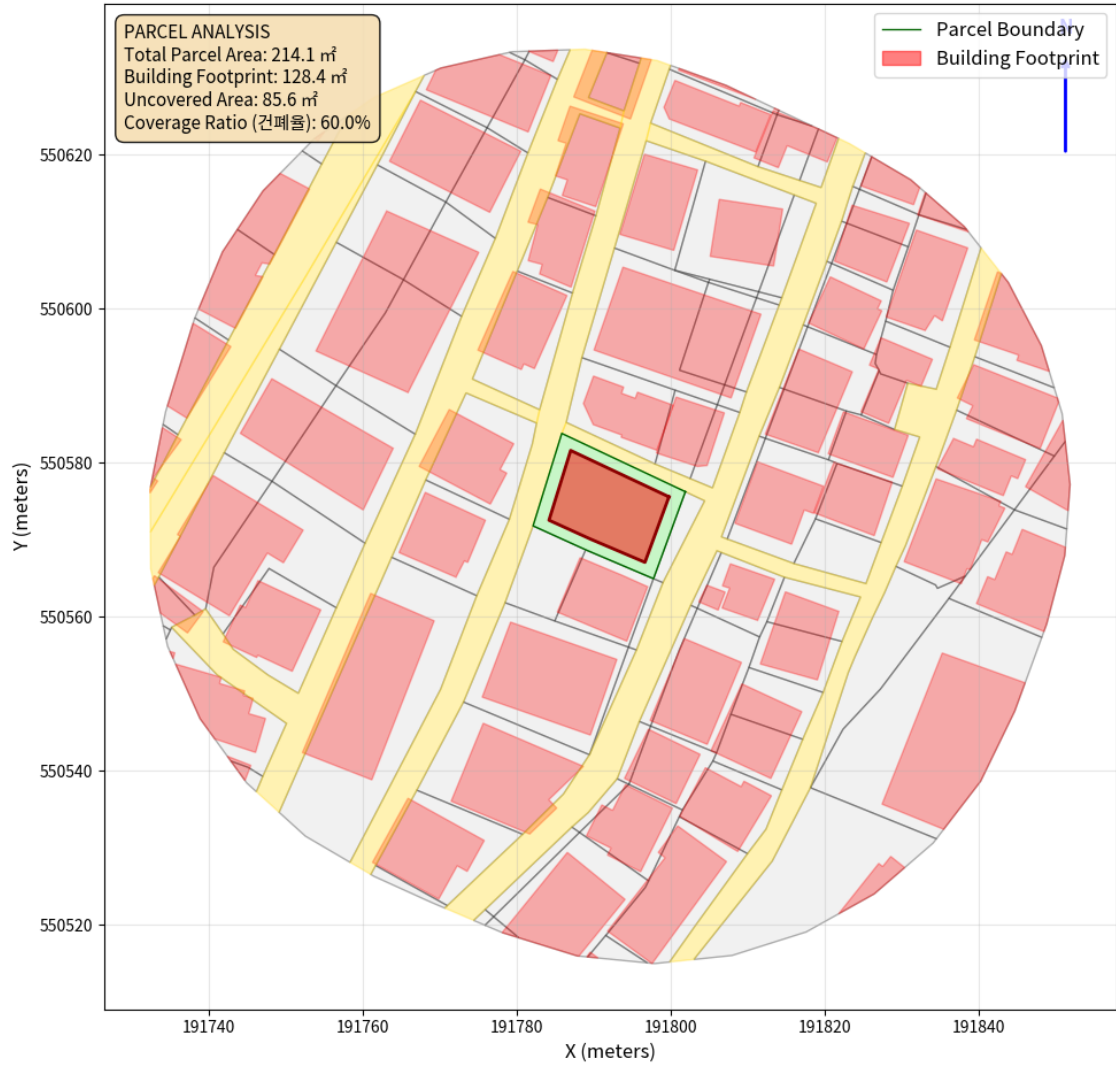 PARCEL ANALYSIS
Total Parcel Area: 214.1 ㎡
Building Footprint: 128.4 ㎡
Uncovered Area: 85.6 ㎡
Coverage Ratio (건폐율): 60.0%
N
Parcel Boundary
Building Footprint
550620
550600
550580
550560
550540
550520
Y (meters)
191740
191760
191780
191800
191820
191840
X (meters)